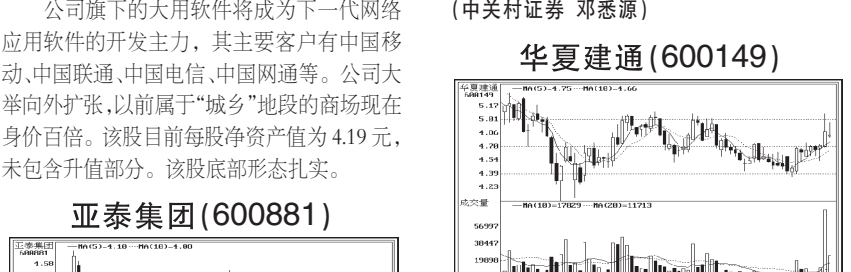 公司旗下的大用软件将成为下一代网络
应用软件的开发主力，其主要客户有中国移
动、中国联通、中国电信、中国网通等。公司大
举向外扩张，以前属于“城乡”地段的商场现在
身价百倍。该股目前每股净资产值为 4.19 元，
未包含升值部分。该股底部形态扎实。
亚泰集团(600881)
亚泰集团 MA(5)-4.10 MA(10)-4.00
600881
4.50
(中关村证券 邓悉源)
华夏建通(600149)
华夏建通 MA(5)-4.75 MA(10)-4.66
600149
5.17
5.01
4.70
4.54
4.39
4.23
成交量 MA(10)=17029 MA(20)=11713
56997
30447
19090